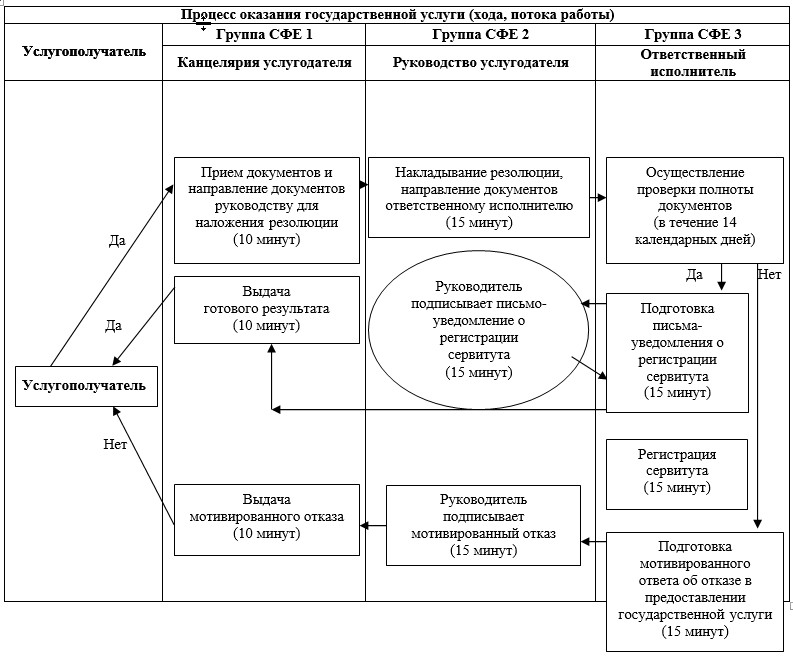 Процесс оказания государственной услуги (хода, потока работы)
Услугополучатель
Группа СФЕ 1
Группа СФЕ 2
Группа СФЕ 3
Канцелярия услугодателя
Руководство услугодателя
Ответственный
исполнитель
Прием документов и
направление документов
руководству для
наложения резолюции
(10 минут)
Накладывание резолюции,
направление документов
ответственному исполнителю
(15 минут)
Осуществление
проверки полноты
документов
(в течение 14
календарных дней)
Да
Да
Нет
Выдача
готового результата
(10 минут)
Руководитель
подписывает письмо-
уведомление о
регистрации
сервитута
(15 минут)
Подготовка
письма-
уведомления о
регистрации
сервитута
(15 минут)
Да
Услугополучатель
Нет
Регистрация
сервитута
(15 минут)
Выдача
мотивированного отказа
(10 минут)
Руководитель
подписывает
мотивированный отказ
(15 минут)
Подготовка
мотивированного
ответа об отказе в
предоставлении
государственной услуги
(15 минут)